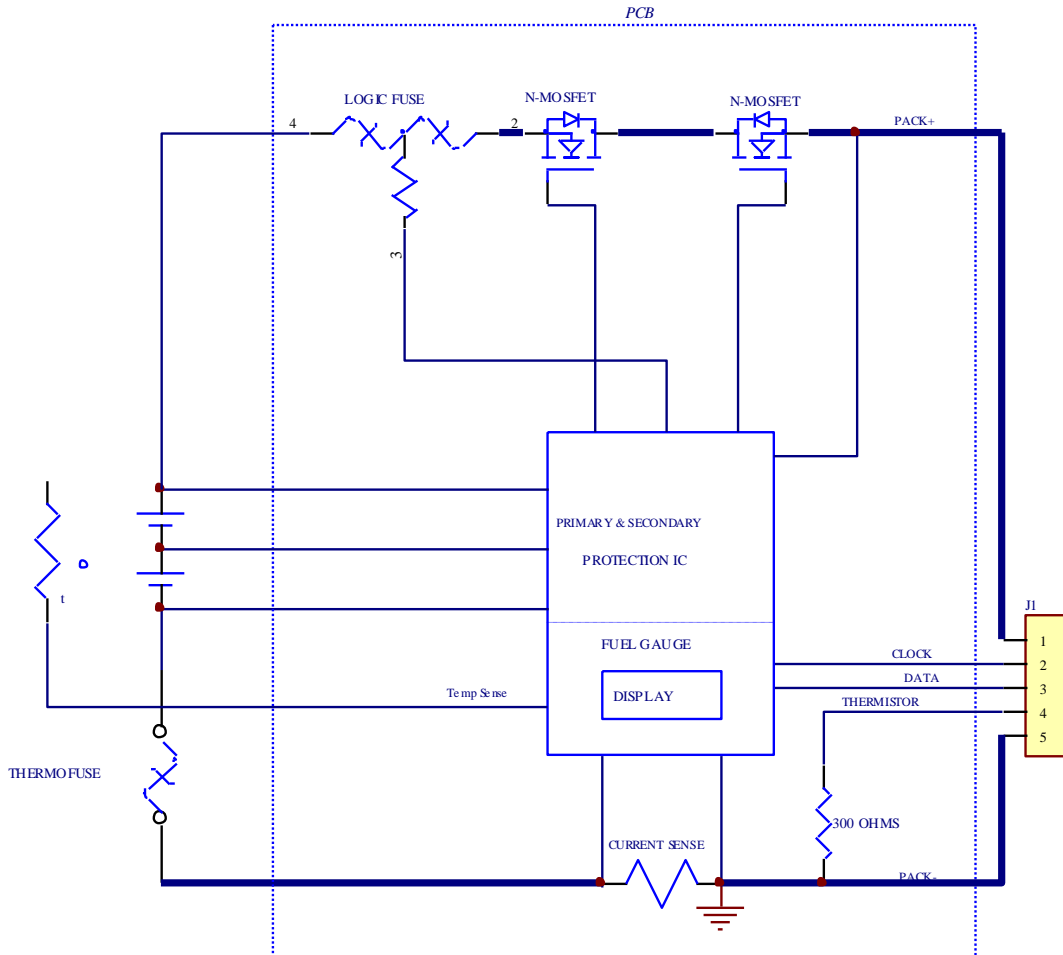 PCB
LOGIC FUSE
N-MOSFET
N-MOSFET
4
2
PACK+
3
PRIMARY & SECONDARY
PROTECTION IC
t
J1
FUEL GAUGE
1
CLOCK
2
DATA
3
Temp Sense
DISPLAY
THERMISTOR
4
5
THERMOFUSE
300 OHMS
CURRENT SENSE
PACK-